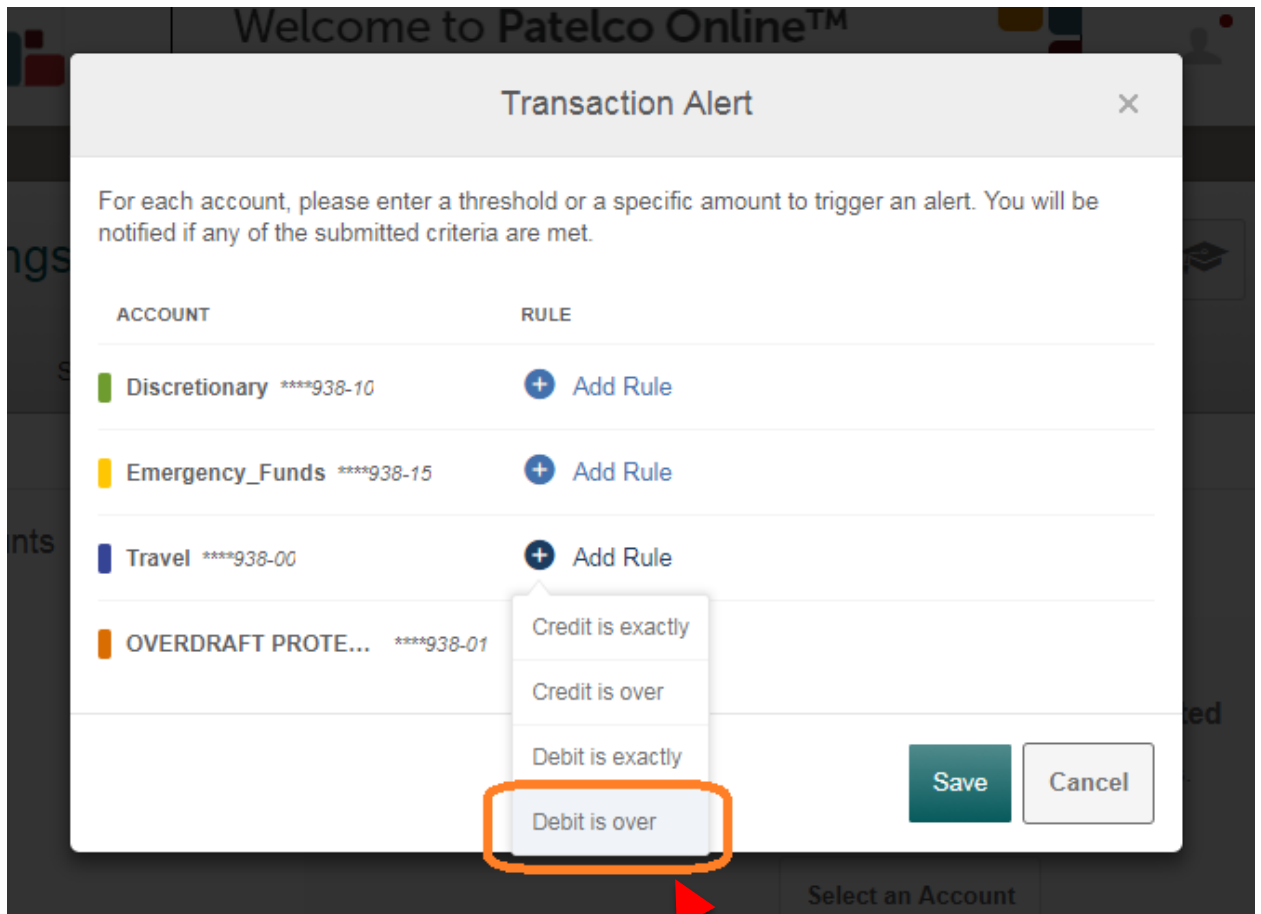 Welcome to Patelco Online™
Transaction Alert
For each account, please enter a threshold or a specific amount to trigger an alert. You will be
notified if any of the submitted criteria are met.
ngs
ACCOUNT RULE
S
Discretionary ****938-10 Add Rule
Emergency_Funds ****938-15 Add Rule
unts
Travel ****938-00 Add Rule
Credit is exactly
OVERDRAFT PROTE... ****938-01
Credit is over
ted
Debit is exactly
Save Cancel
Debit is over
Select an Account